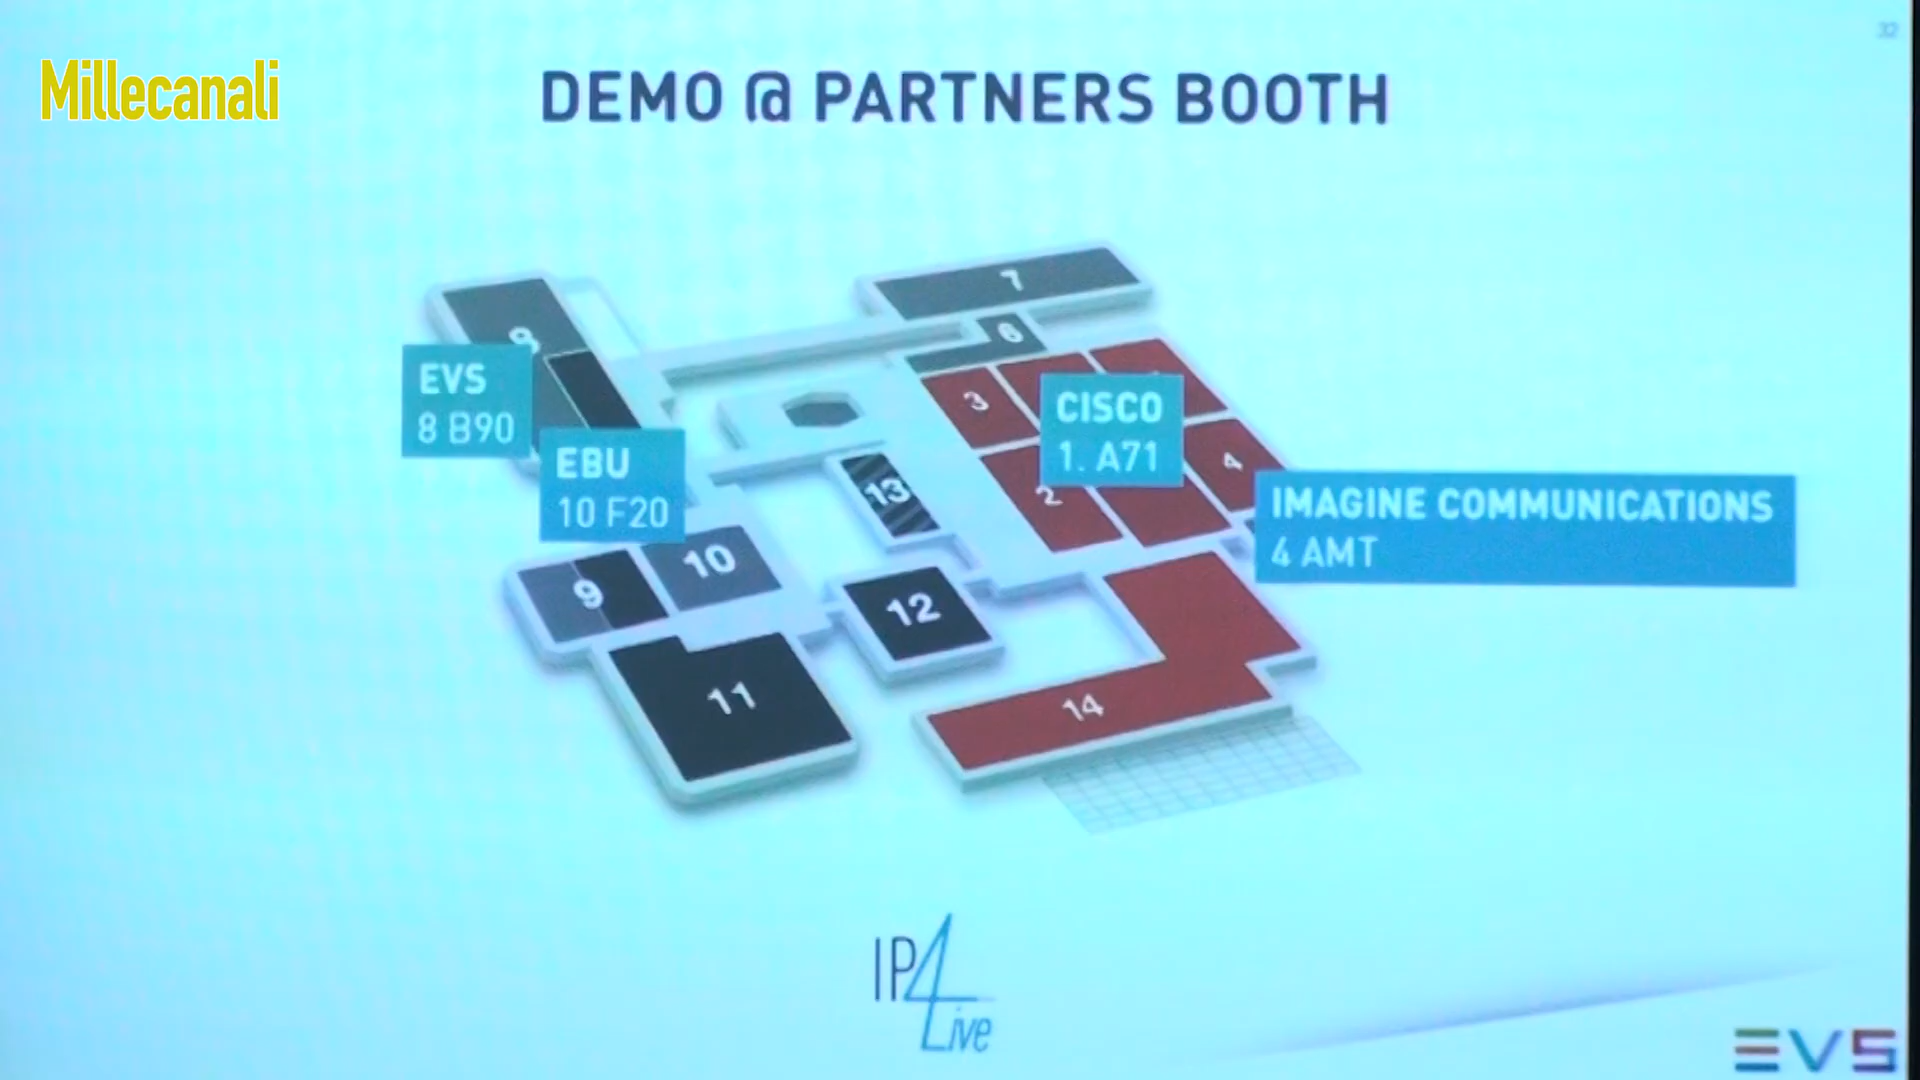 32
Millecanali
DEMO @ PARTNERS BOOTH
7
8
6
EVS
8 B90
3
CISCO
1. A71
EBU
10 F20
4
2
13
IMAGINE COMMUNICATIONS
4 AMT
10
9
12
11
14
IP4Live
EVS